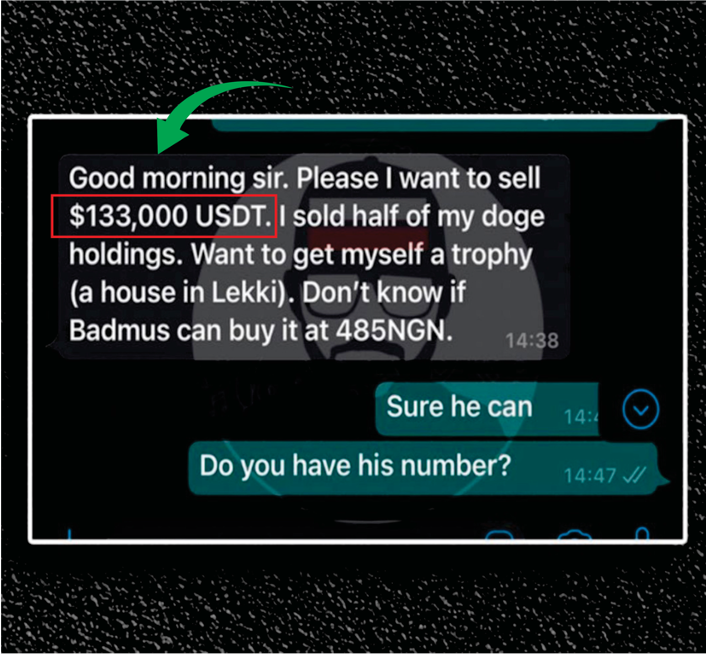 Good morning sir. Please I want to sell
$133,000 USDT. I sold half of my doge
holdings. Want to get myself a trophy
(a house in Lekki). Don't know if
Badmus can buy it at 485NGN.
14:38
Sure he can
14:4
Do you have his number?
14:47